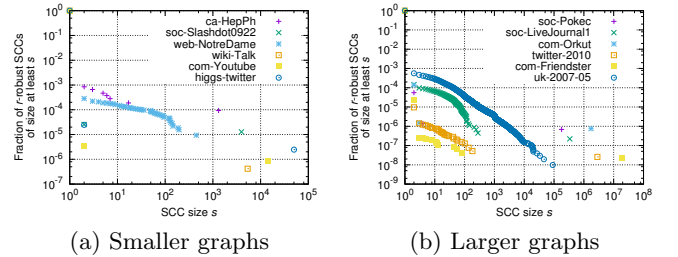 Fraction of r-robust SCCs
of size at least s
10^0
10^-1
10^-2
10^-3
10^-4
10^-5
10^-6
10^-7
10^0 10^1 10^2 10^3 10^4 10^5
SCC size s
ca-HepPh
soc-Slashdot0922
web-NotreDame
wiki-Talk
com-Youtube
higgs-twitter
(a) Smaller graphs
Fraction of r-robust SCCs
of size at least s
10^0
10^-1
10^-2
10^-3
10^-4
10^-5
10^-6
10^-7
10^-8
10^-9
10^0 10^1 10^2 10^3 10^4 10^5 10^6 10^7 10^8
SCC size s
soc-Pokec
soc-LiveJournal1
com-Orkut
twitter-2010
com-Friendster
uk-2007-05
(b) Larger graphs